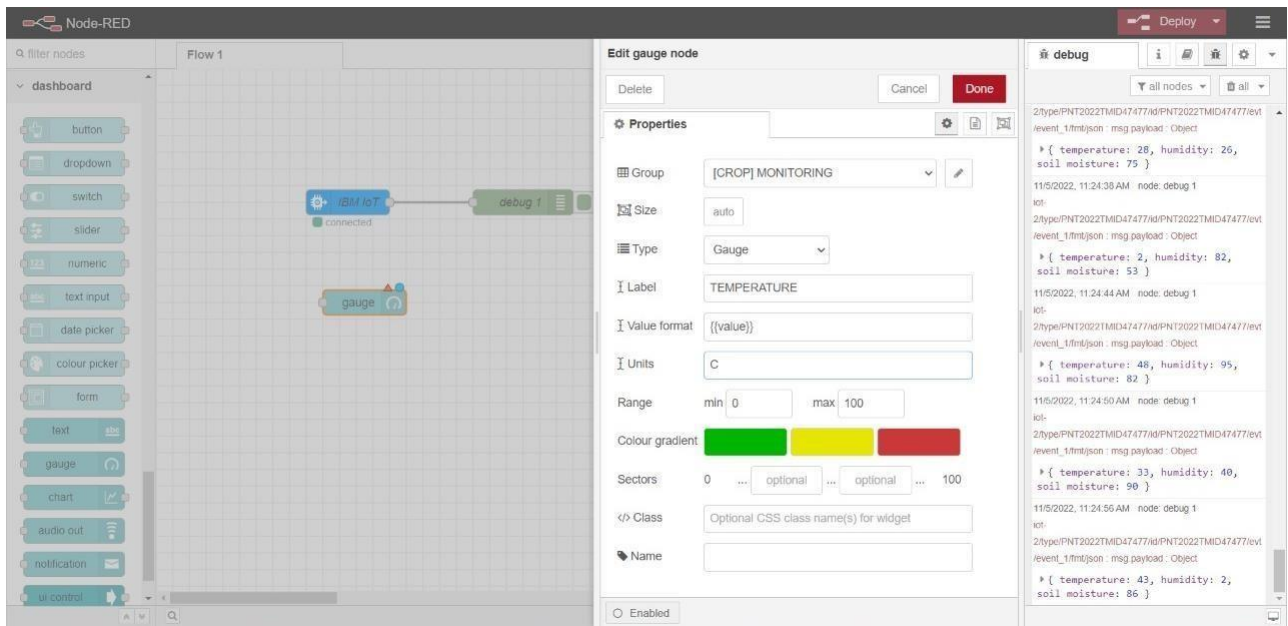 Node-RED
Deploy
filter nodes
dashboard
button
dropdown
switch
slider
numeric
text input
date picker
colour picker
form
text
gauge
chart
audio out
notification
ui control
Flow 1
IBM IoT
connected
debug 1
gauge
Edit gauge node
Delete
Cancel
Done
Properties
Group
[CROP] MONITORING
Size
auto
Type
Gauge
Label
TEMPERATURE
Value format
{{value}}
Units
C
Range
min 0
max 100
Colour gradient
Sectors
0 ... optional ... optional ... 100
</> Class
Optional CSS class name(s) for widget
Name
Enabled
debug
i
all nodes
all
2/type/PNT2022TMID47477/id/PNT2022TMID47477/evt
/event_1/fmt/json : msg.payload : Object
{ temperature: 28, humidity: 26,
soil moisture: 75 }
11/5/2022, 11:24:38 AM node: debug 1
iot-
2/type/PNT2022TMID47477/id/PNT2022TMID47477/evt
/event_1/fmt/json : msg.payload : Object
{ temperature: 2, humidity: 82,
soil moisture: 53 }
11/5/2022, 11:24:44 AM node: debug 1
iot-
2/type/PNT2022TMID47477/id/PNT2022TMID47477/evt
/event_1/fmt/json : msg.payload : Object
{ temperature: 48, humidity: 95,
soil moisture: 82 }
11/5/2022, 11:24:50 AM node: debug 1
iot-
2/type/PNT2022TMID47477/id/PNT2022TMID47477/evt
/event_1/fmt/json : msg.payload : Object
{ temperature: 33, humidity: 40,
soil moisture: 90 }
11/5/2022, 11:24:56 AM node: debug 1
iot-
2/type/PNT2022TMID47477/id/PNT2022TMID47477/evt
/event_1/fmt/json : msg.payload : Object
{ temperature: 43, humidity: 2,
soil moisture: 86 }